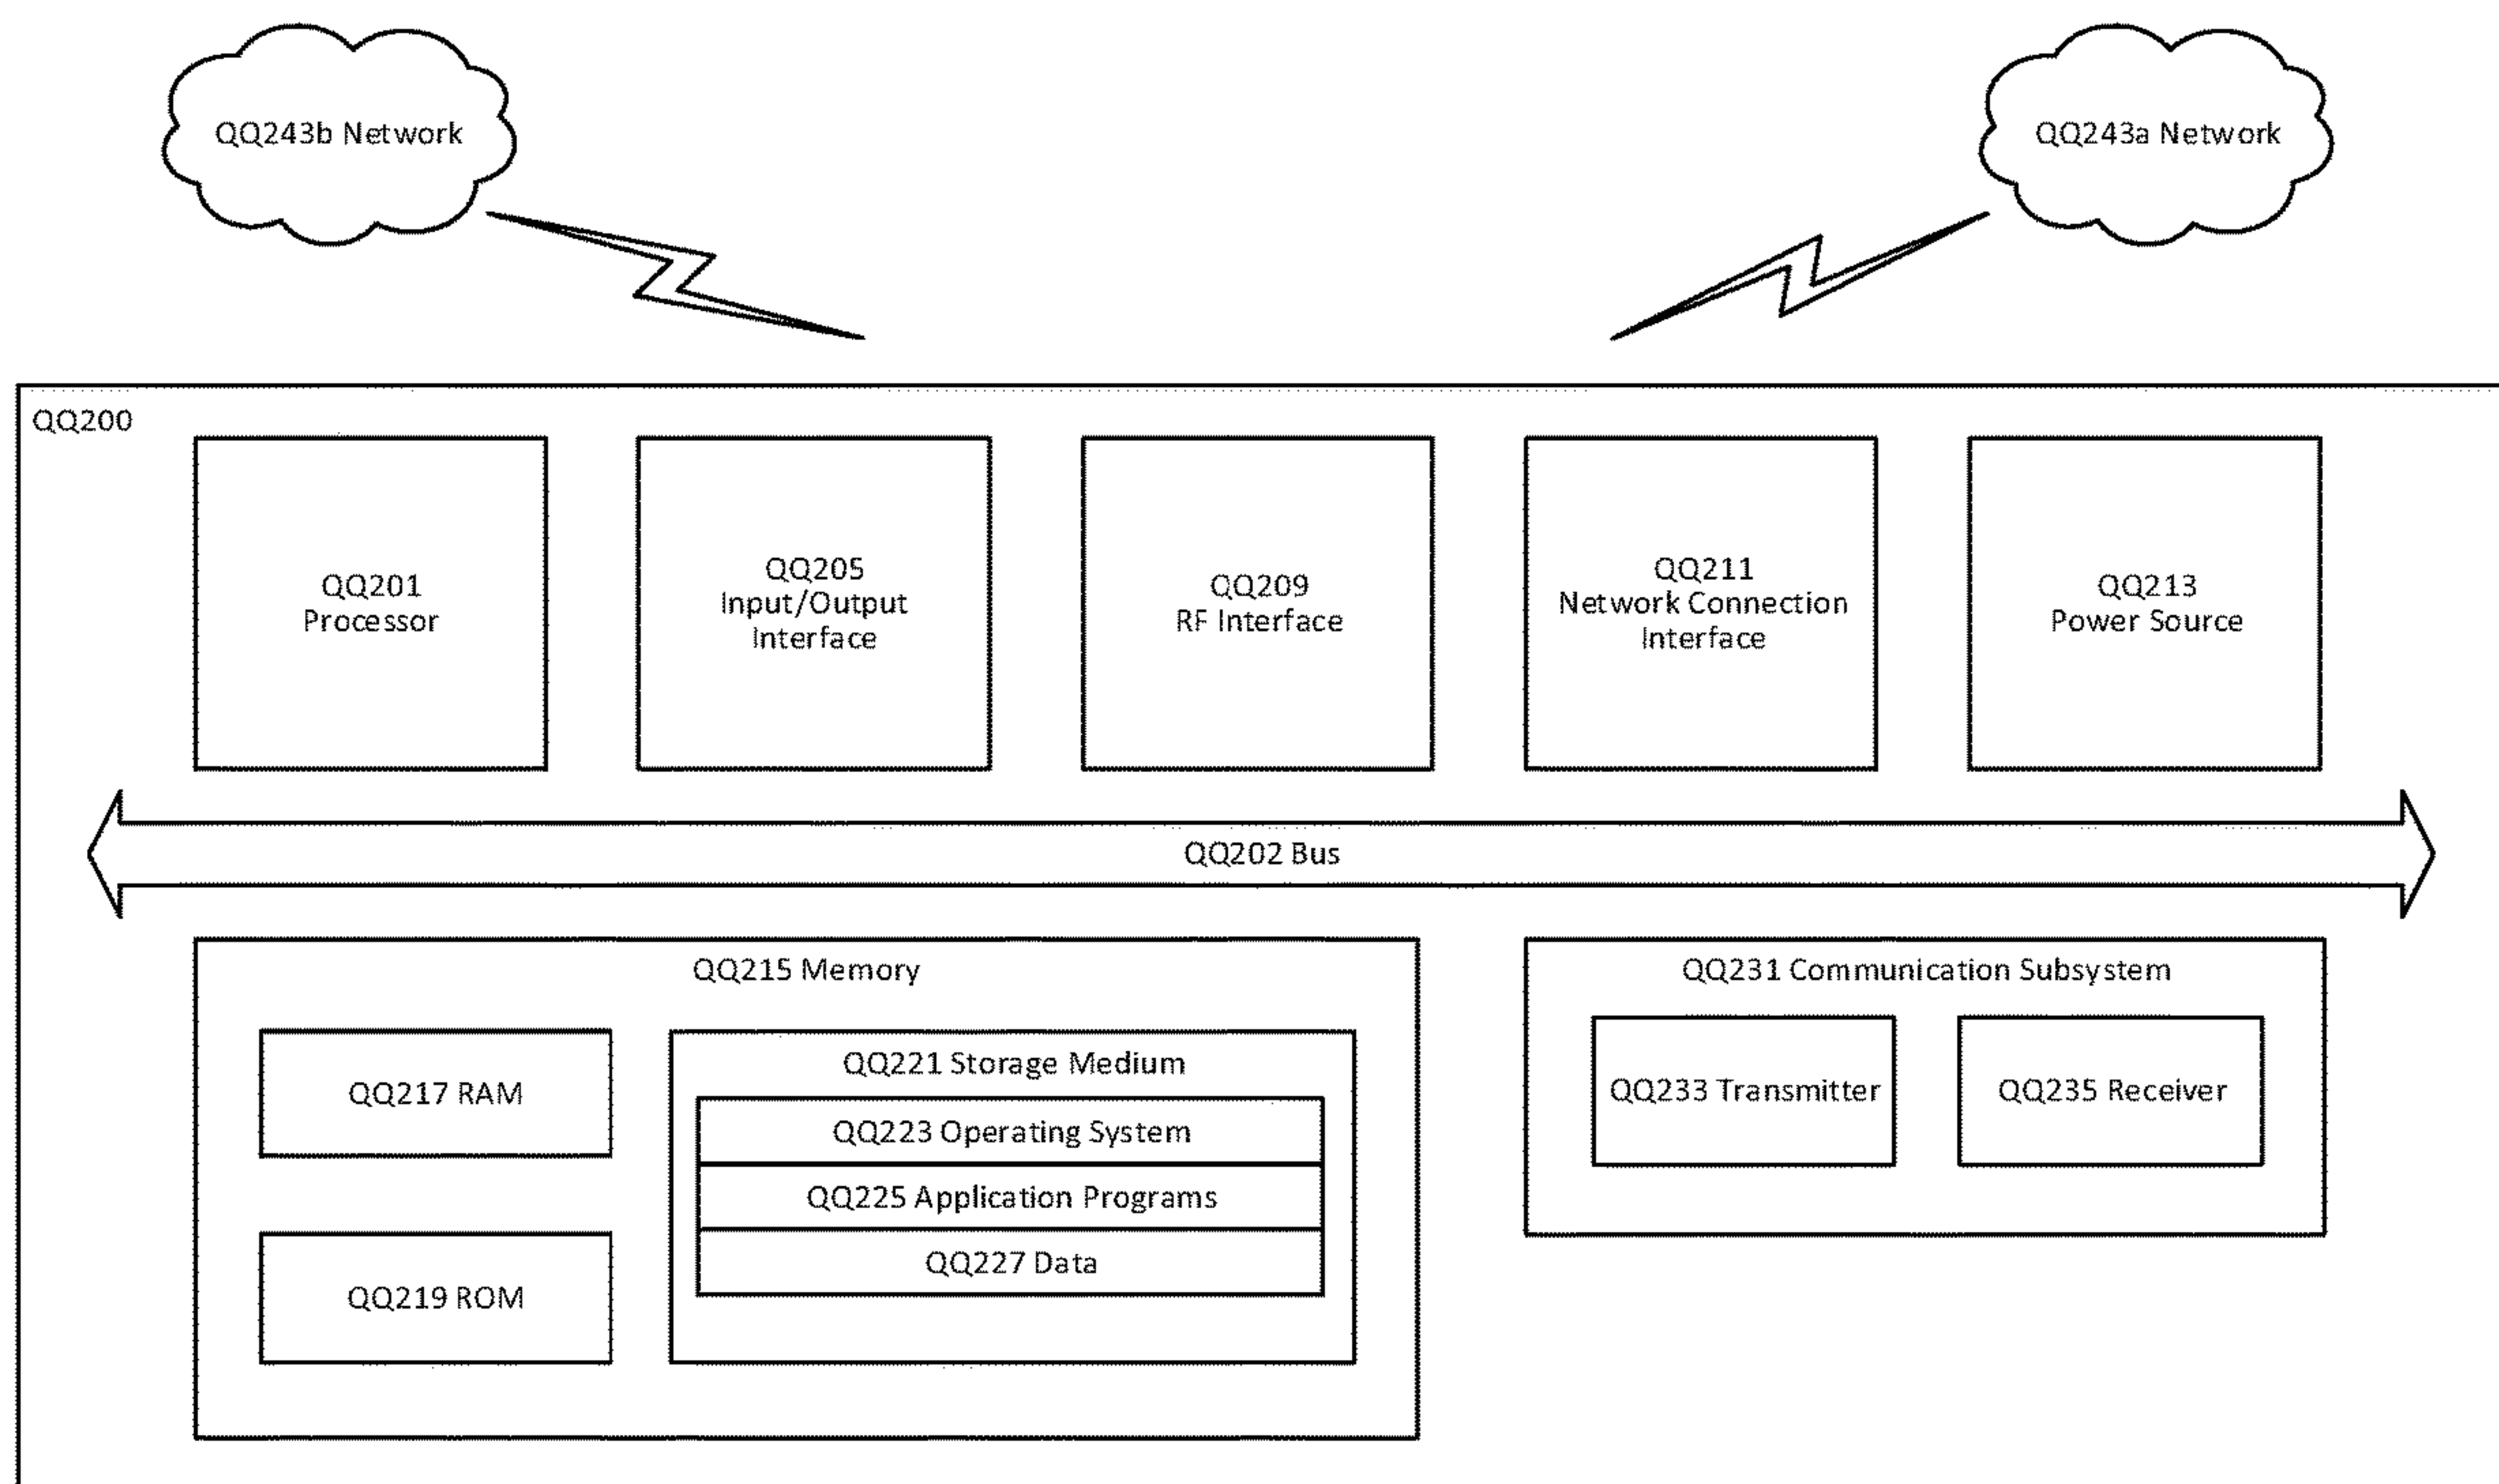 QQ243b Network
QQ243a Network
QQ200
QQ201
Processor
QQ205
Input/Output
Interface
QQ209
RF Interface
QQ211
Network Connection
Interface
QQ213
Power Source
QQ202 Bus
QQ215 Memory
QQ217 RAM
QQ219 ROM
QQ221 Storage Medium
QQ223 Operating System
QQ225 Application Programs
QQ227 Data
QQ231 Communication Subsystem
QQ233 Transmitter
QQ235 Receiver